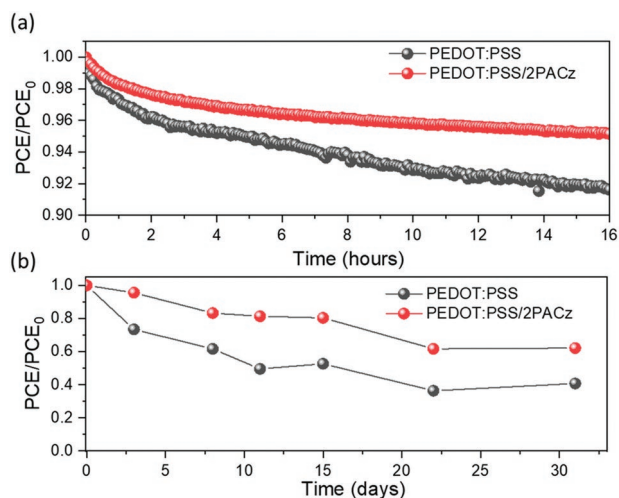 (a)
PEDOT:PSS
PEDOT:PSS/2PACz
1.00
0.98
0.96
0.94
0.92
0.90
PCE/PCE₀
0 2 4 6 8 10 12 14 16
Time (hours)
(b)
PEDOT:PSS
PEDOT:PSS/2PACz
1.0
0.8
0.6
0.4
0.2
0.0
PCE/PCE₀
0 5 10 15 20 25 30
Time (days)